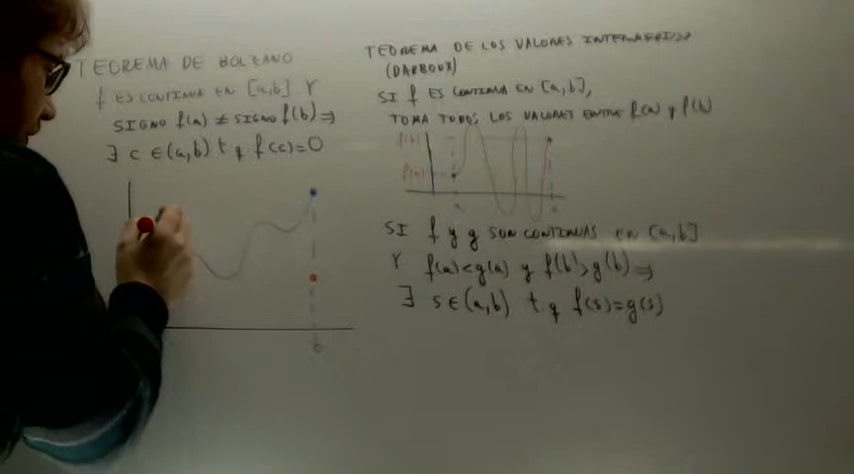 TEOREMA DE BOLZANO
f ES CONTINUA EN [a,b] Y
SIGNO f(a) ≠ SIGNO f(b) ⇒
∃ c ∈ (a,b) t q f(c)=0
b
TEOREMA DE LOS VALORES INTERMEDIOS
(DARBOUX)
SI f ES CONTINUA EN [a,b],
TOMA TODOS LOS VALORES ENTRE f(a) y f(b)
f(b)
f(a)
SI f y g SON CONTINUAS EN [a,b]
Y f(a)<g(a) y f(b)>g(b) ⇒
∃ s ∈ (a,b) t.q f(s)=g(s)